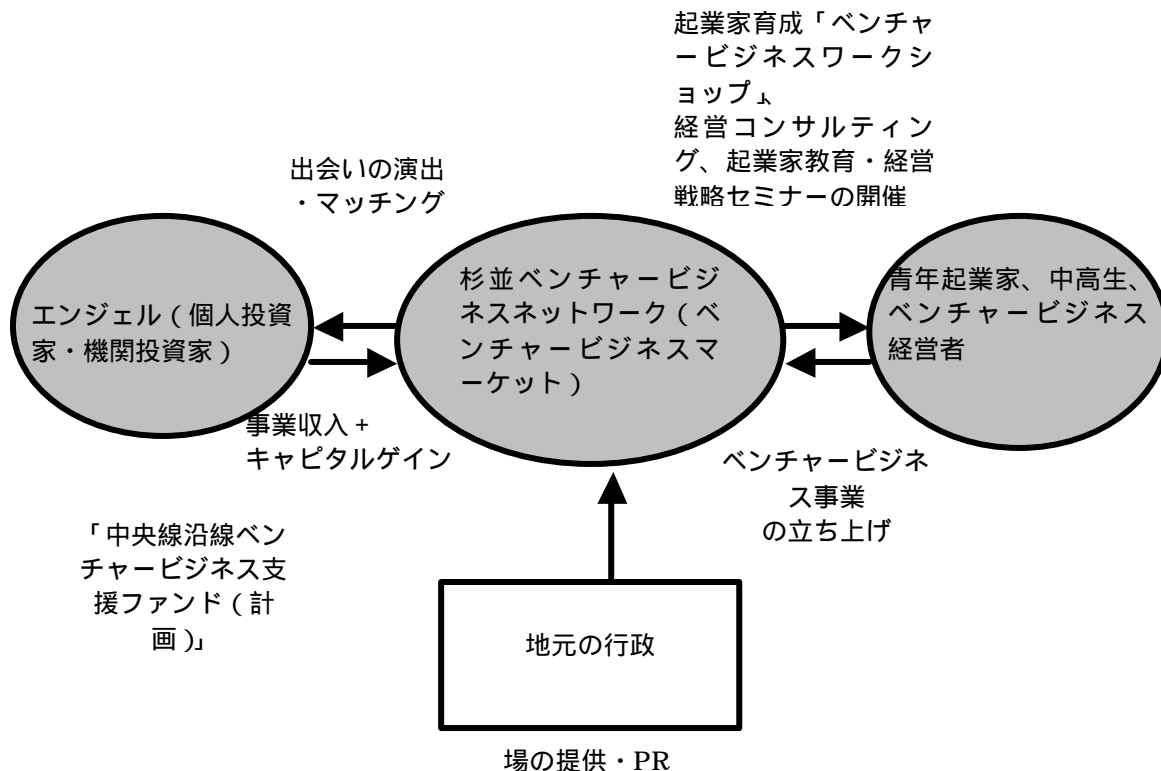 起業家育成「ベンチャ
ービジネスワークシ
ョップ」、
経営コンサルティン
グ、起業家教育・経営
戦略セミナーの開催
出会いの演出
・マッチング
エンジェル(個人投資
家・機関投資家)
杉並ベンチャービジ
ネスネットワーク(ベ
ンチャービジネスマ
ーケット)
青年起業家、中高生、
ベンチャービジネス
経営者
事業収入+
キャピタルゲイン
ベンチャービジネ
ス事業
の立ち上げ
「中央線沿線ベン
チャービジネス支
援ファンド(計
画)」
地元の行政
場の提供・PR